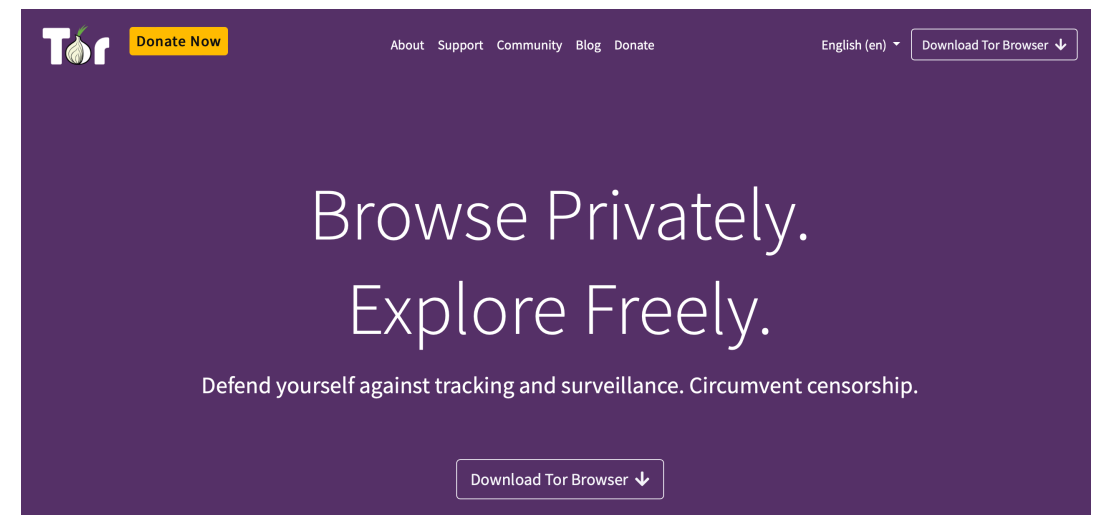 Tor
Donate Now
About Support Community Blog Donate
English (en)
Download Tor Browser
Browse Privately.
Explore Freely.
Defend yourself against tracking and surveillance. Circumvent censorship.
Download Tor Browser